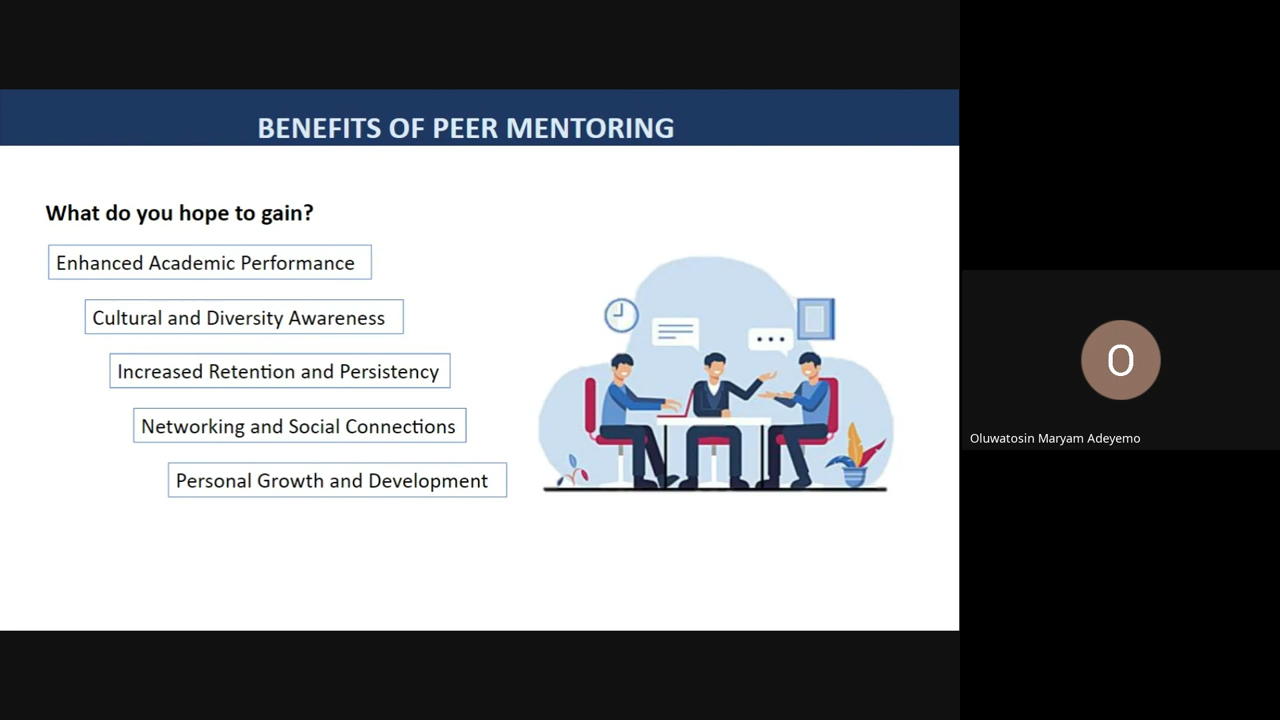 BENEFITS OF PEER MENTORING
What do you hope to gain?
Enhanced Academic Performance
Cultural and Diversity Awareness
Increased Retention and Persistency
Networking and Social Connections
Personal Growth and Development
O
Oluwatosin Maryam Adeyemo